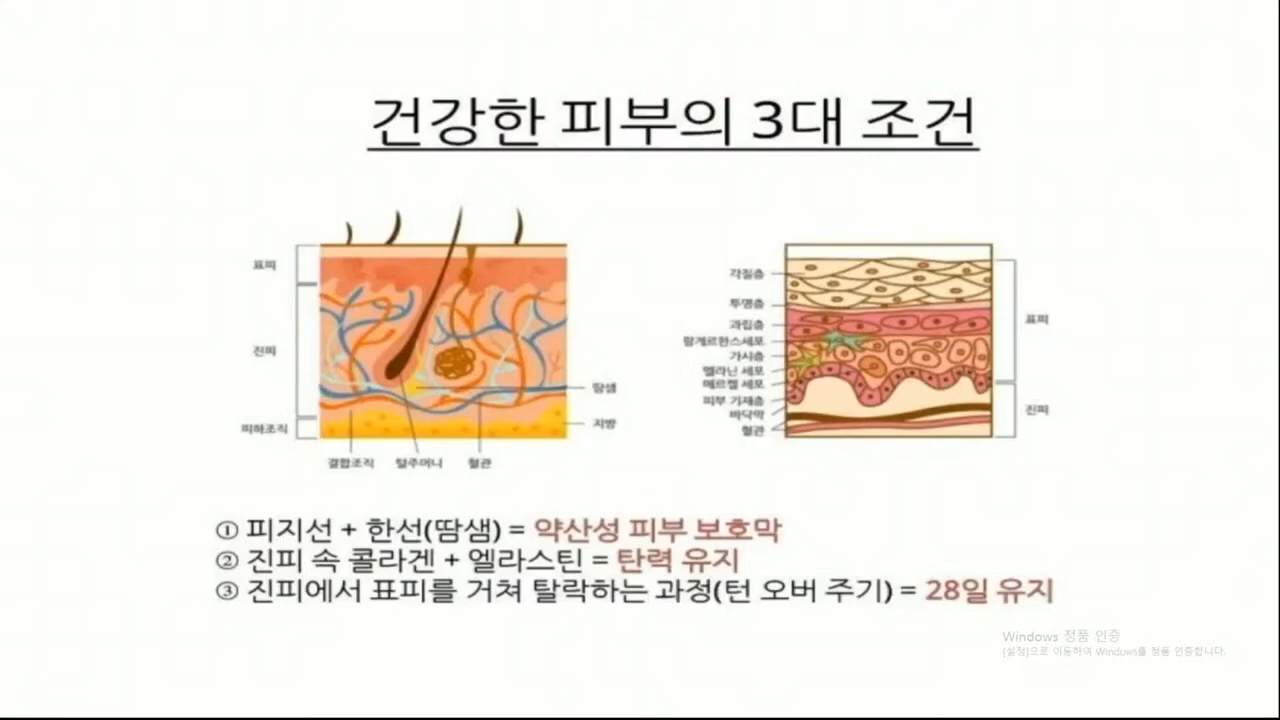 건강한 피부의 3대 조건
표피
진피
피하조직
땀샘
지방
결합조직 털주머니 혈관
각질층
투명층
과립층
랑게르한스세포
가시층
멜라닌 세포
메르켈 세포
피부 기저층
바닥막
혈관
표피
진피
① 피지선 + 한선(땀샘) = 약산성 피부 보호막
② 진피 속 콜라겐 + 엘라스틴 = 탄력 유지
③ 진피에서 표피를 거쳐 탈락하는 과정(턴 오버 주기) = 28일 유지
Windows 정품 인증
[설정]으로 이동하여 Windows를 정품 인증합니다.